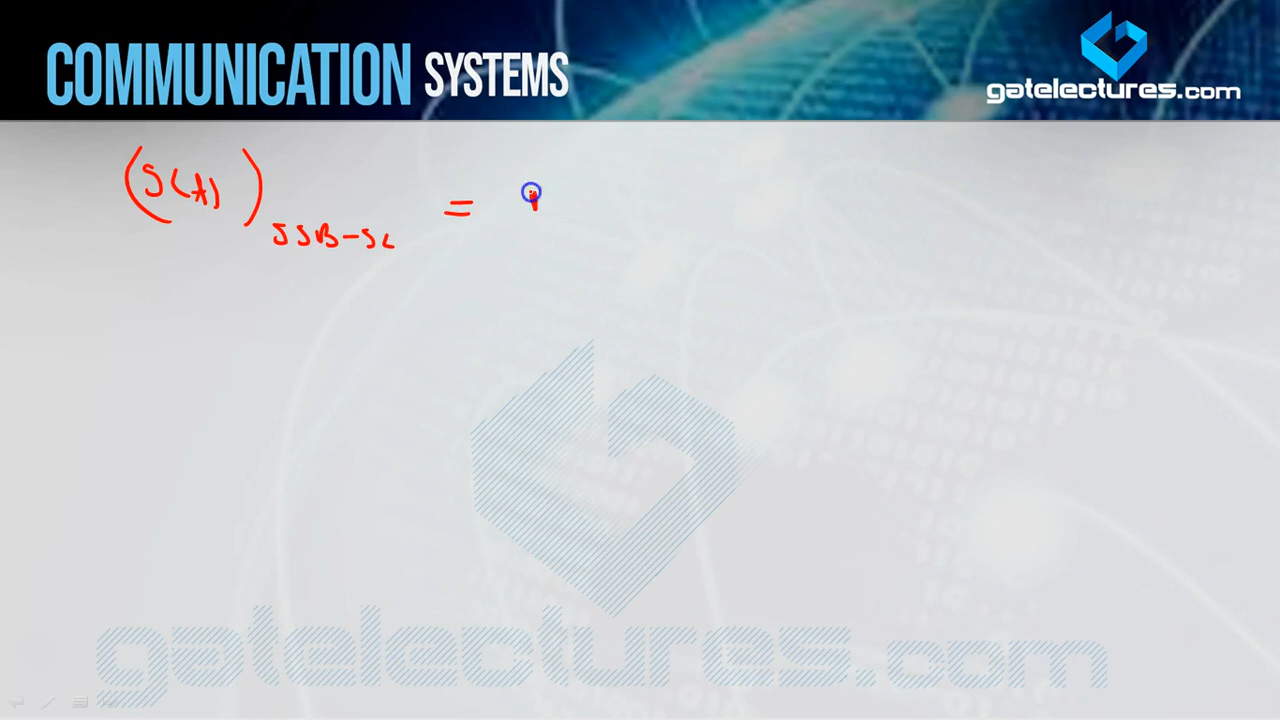 COMMUNICATION SYSTEMS
gatelectures.com
(S(t))SSB-SC =
gatelectures.com